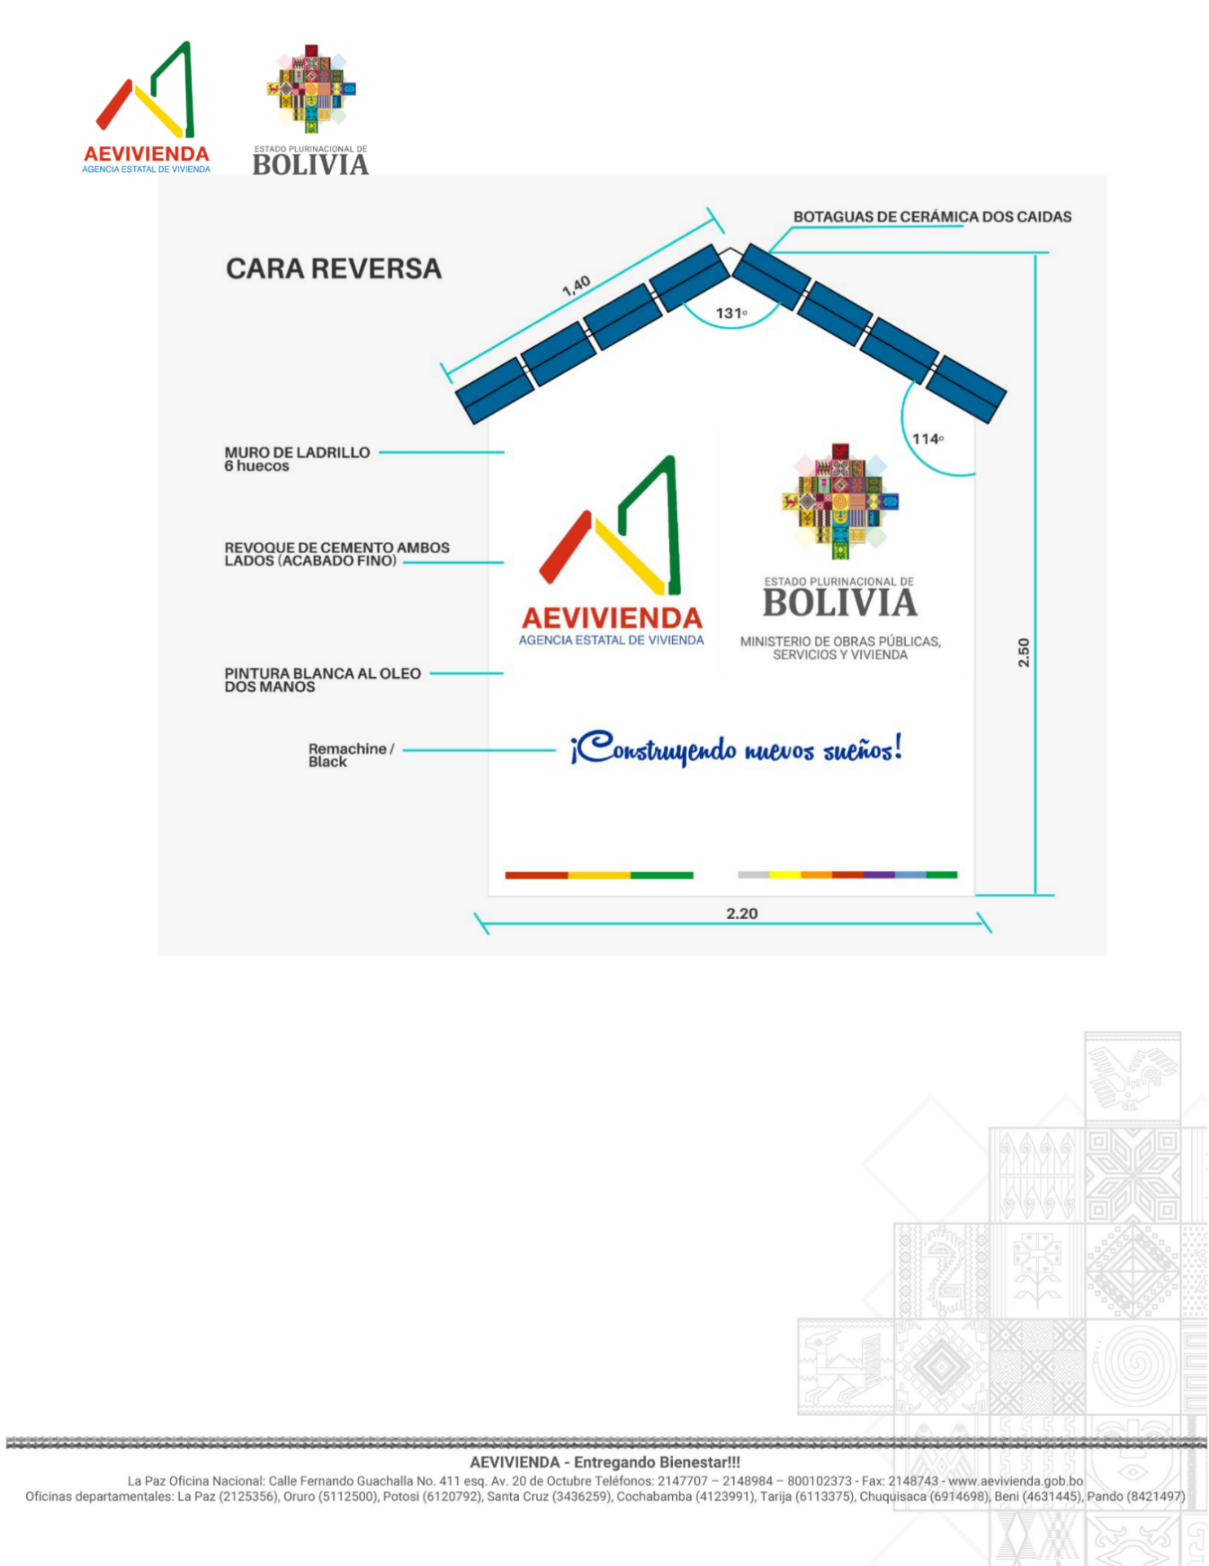 AEVIVIENDA
AGENCIA ESTATAL DE VIVIENDA
ESTADO PLURINACIONAL DE
BOLIVIA
CARA REVERSA
BOTAGUAS DE CERÁMICA DOS CAIDAS
1,40
131º
114º
MURO DE LADRILLO
6 huecos
REVOQUE DE CEMENTO AMBOS
LADOS (ACABADO FINO)
PINTURA BLANCA AL OLEO
DOS MANOS
Remachine /
Black
AEVIVIENDA
AGENCIA ESTATAL DE VIVIENDA
ESTADO PLURINACIONAL DE
BOLIVIA
MINISTERIO DE OBRAS PÚBLICAS,
SERVICIOS Y VIVIENDA
¡Construyendo nuevos sueños!
2.50
2.20
AEVIVIENDA - Entregando Bienestar!!!
La Paz Oficina Nacional: Calle Fernando Guachalla No. 411 esq. Av. 20 de Octubre Teléfonos: 2147707 – 2148984 – 800102373 - Fax: 2148743 - www.aevivienda.gob.bo
Oficinas departamentales: La Paz (2125356), Oruro (5112500), Potosi (6120792), Santa Cruz (3436259), Cochabamba (4123991), Tarija (6113375), Chuquisaca (6914698), Beni (4631445), Pando (8421497)